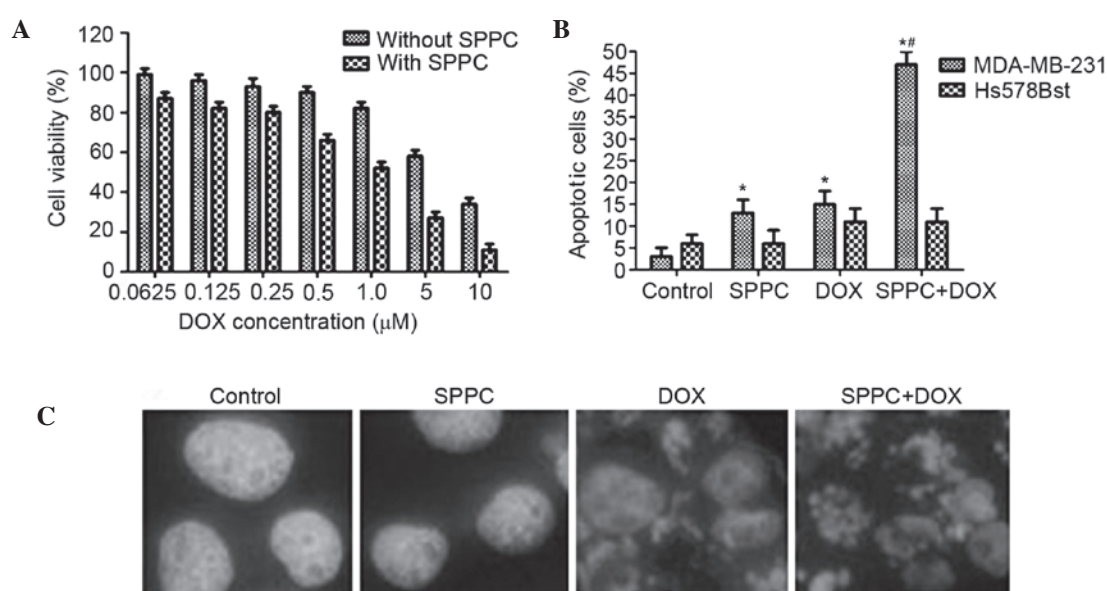 A
120
100
80
60
40
20
0
Cell viability (%)
Without SPPC
With SPPC
0.0625 0.125 0.25 0.5 1.0 5 10
DOX concentration (μM)
B
50
45
40
35
50
25
20
15
10
5
0
Apoptotic cells (%)
* * *#
MDA-MB-231
Hs578Bst
Control SPPC DOX SPPC+DOX
C
Control SPPC DOX SPPC+DOX